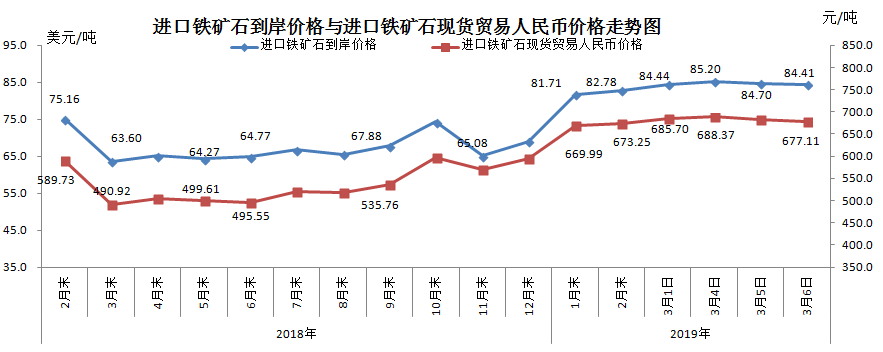 进口铁矿石到岸价格与进口铁矿石现货贸易人民币价格走势图
美元/吨
元/吨
进口铁矿石到岸价格
进口铁矿石现货贸易人民币价格
95.0
85.0
75.0
65.0
55.0
45.0
35.0
850.0
800.0
750.0
700.0
650.0
600.0
550.0
500.0
450.0
400.0
350.0
75.16
63.60
64.27
64.77
67.88
65.08
81.71
82.78
84.44
85.20
84.70
84.41
589.73
490.92
499.61
495.55
535.76
669.99
673.25
685.70
688.37
677.11
2月末
3月末
4月末
5月末
6月末
7月末
8月末
9月末
10月末
11月末
12月末
1月末
2月末
3月1日
3月4日
3月5日
3月6日
2018年
2019年